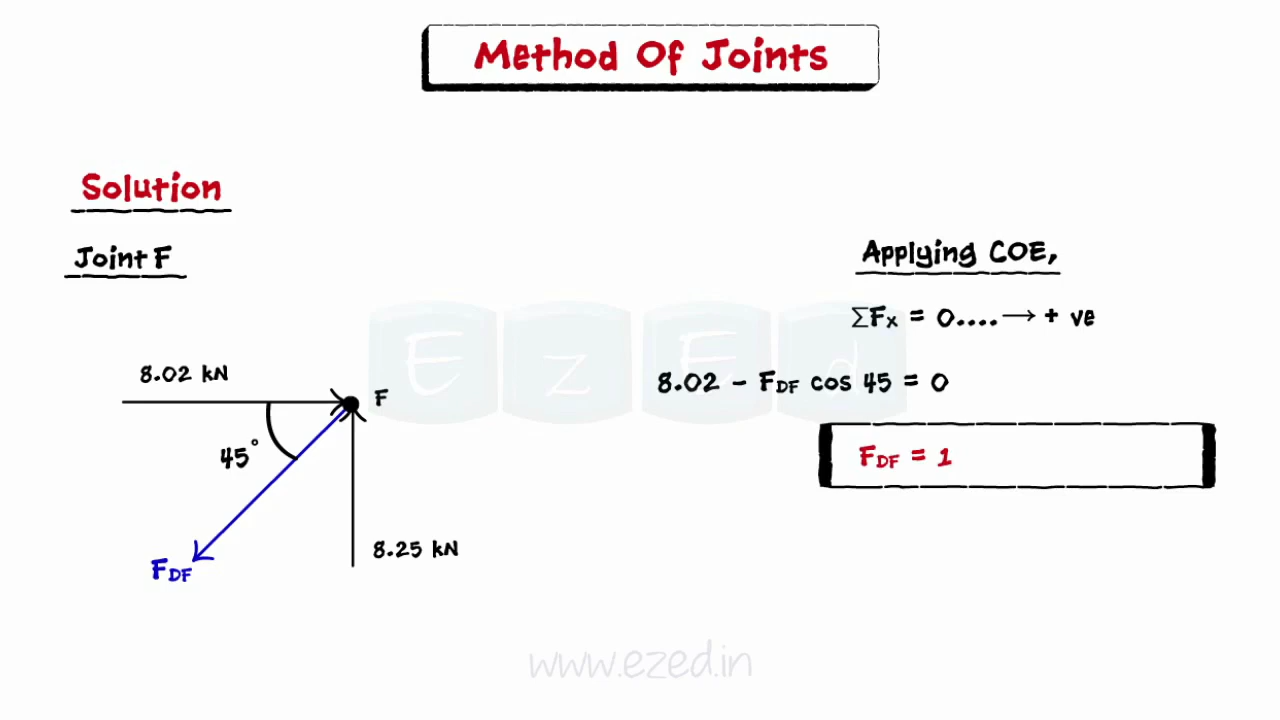 Method Of Joints
Solution
Joint F
Applying COE,
ΣFx = 0....→ + ve
8.02 kN
F
8.02 - FDF cos 45 = 0
45°
FDF = 1
8.25 kN
FDF
EzEd
www.ezed.in